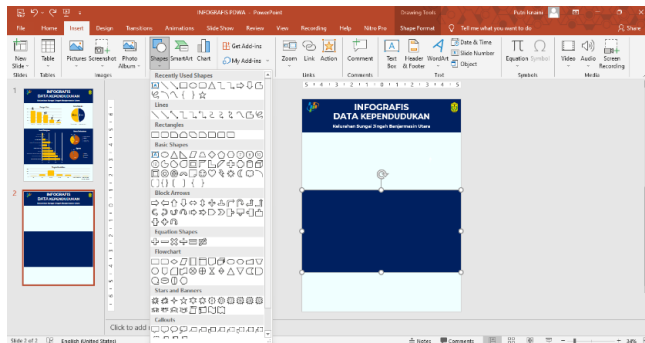 INFOGRAFIS PDWA - PowerPoint
Drawing Tools
Putri Isnaini
File Home Insert Design Transitions Animations Slide Show Review View Recording Help Nitro Pro Shape Format Tell me what you want to do Share
New Slide
Table
Pictures Screenshot Photo Album
Shapes SmartArt Chart
Get Add-ins
My Add-ins
Zoom Link Action
Comment
Text Box
Header & Footer
WordArt
Date & Time
Slide Number
Object
Equation Symbol
Video Audio Screen Recording
Slides Tables Images Links Comments Text Symbols Media
Recently Used Shapes
Lines
Rectangles
Basic Shapes
Block Arrows
Equation Shapes
Flowchart
Stars and Banners
Callouts
1
2
INFOGRAFIS
DATA KEPENDUDUKAN
Kelurahan Sungai Jingah Banjarmasin Utara
Click to add
Slide 2 of 2
English (United States)
Notes
Comments
34%